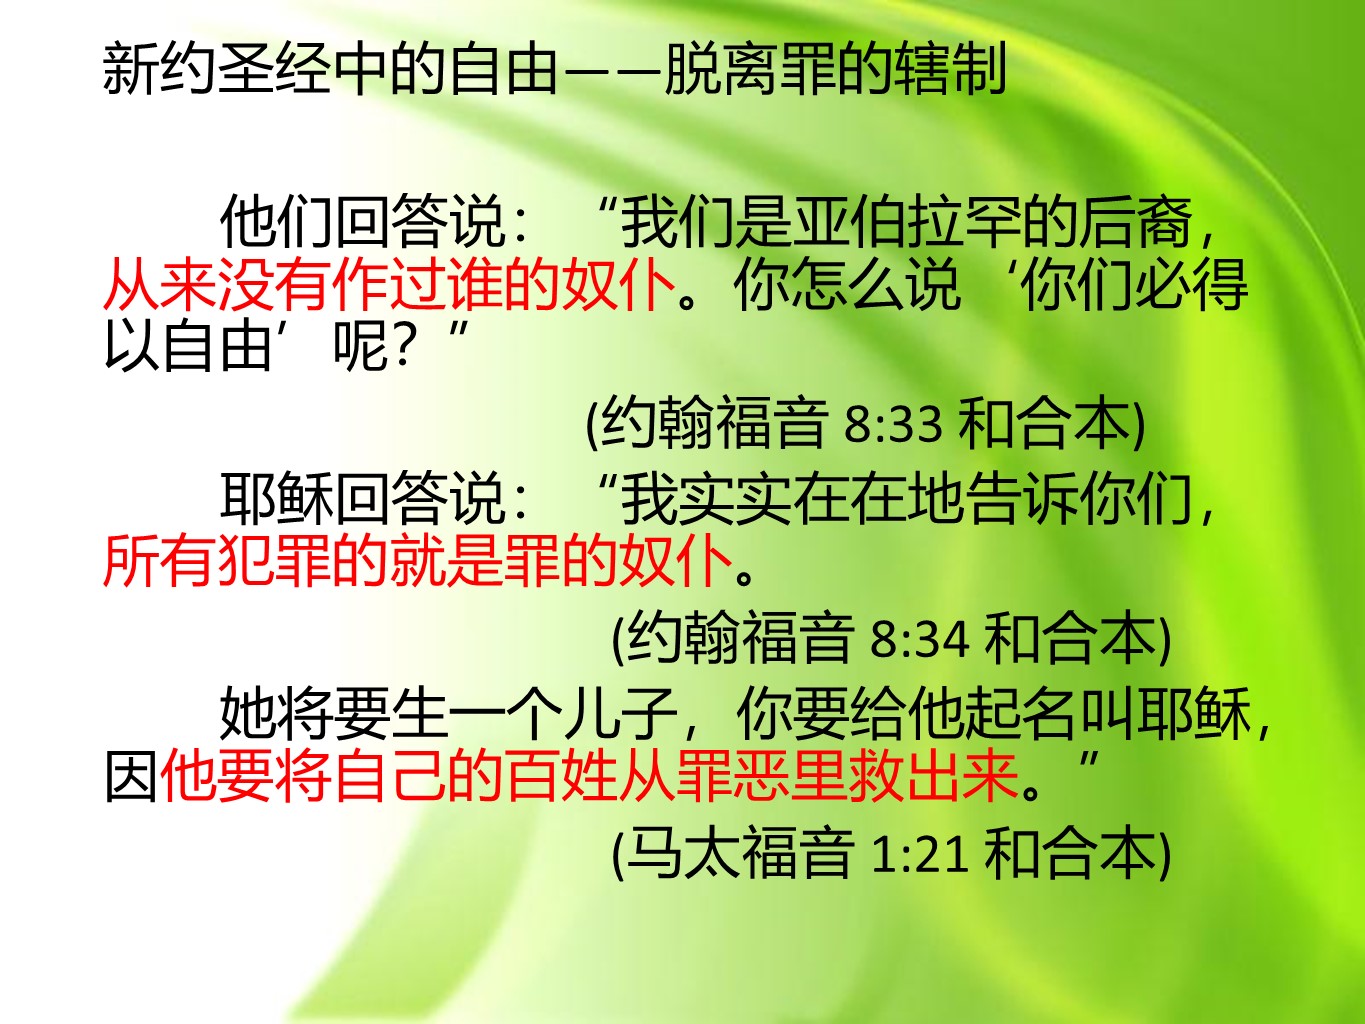 新约圣经中的自由——脱离罪的辖制
他们回答说：“我们是亚伯拉罕的后裔，
从来没有作过谁的奴仆。你怎么说‘你们必得
以自由’呢？”
(约翰福音 8:33 和合本)
耶稣回答说：“我实实在在地告诉你们，
所有犯罪的就是罪的奴仆。
(约翰福音 8:34 和合本)
她将要生一个儿子，你要给他起名叫耶稣，
因他要将自己的百姓从罪恶里救出来。”
(马太福音 1:21 和合本)